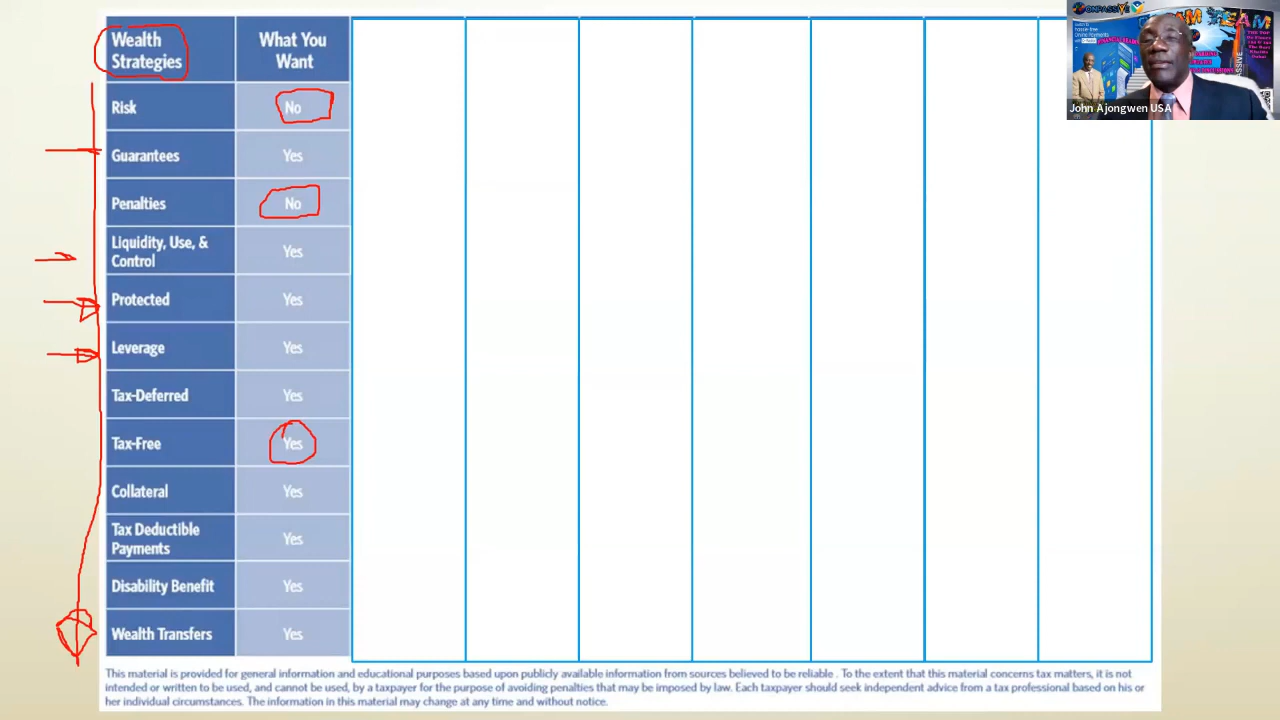 Wealth
Strategies
What You
Want
Risk
No
Guarantees
Yes
Penalties
No
Liquidity, Use, &
Control
Yes
Protected
Yes
Leverage
Yes
Tax-Deferred
Yes
Tax-Free
Yes
Collateral
Yes
Tax Deductible
Payments
Yes
Disability Benefit
Yes
Wealth Transfers
Yes
This material is provided for general information and educational purposes based upon publicly available information from sources believed to be reliable . To the extent that this material concerns tax matters, it is not
intended or written to be used, and cannot be used, by a taxpayer for the purpose of avoiding penalties that may be imposed by law. Each taxpayer should seek independent advice from a tax professional based on his or
her individual circumstances. The information in this material may change at any time and without notice.
John Ajongwen USA